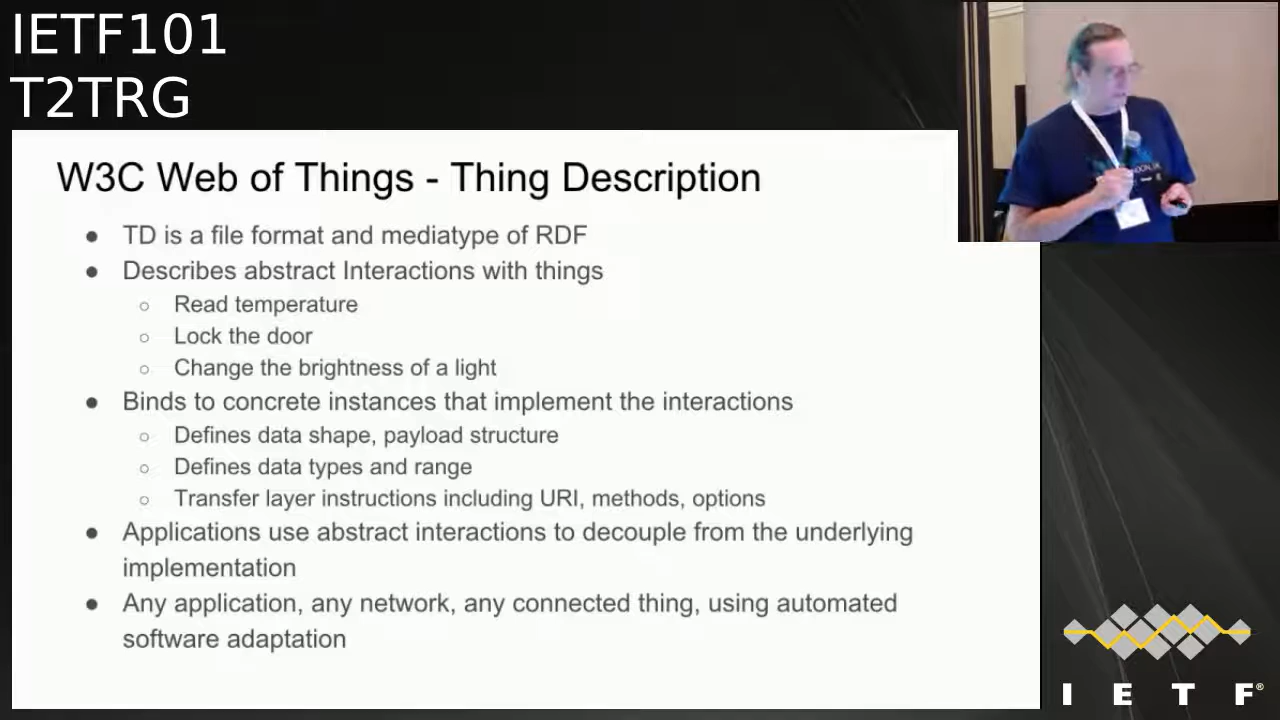 IETF101
T2TRG
W3C Web of Things - Thing Description
● TD is a file format and mediatype of RDF
● Describes abstract Interactions with things
○ Read temperature
○ Lock the door
○ Change the brightness of a light
● Binds to concrete instances that implement the interactions
○ Defines data shape, payload structure
○ Defines data types and range
○ Transfer layer instructions including URI, methods, options
● Applications use abstract interactions to decouple from the underlying
implementation
● Any application, any network, any connected thing, using automated
software adaptation
I E T F®